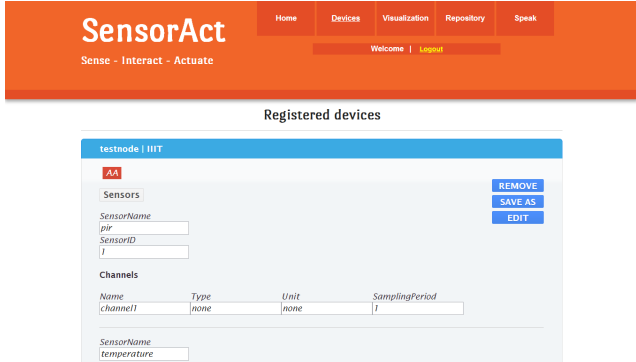 SensorAct
Sense - Interact - Actuate
Home Devices Visualization Repository Speak
Welcome | Logout
Registered devices
testnode | IIIT
AA
Sensors
REMOVE
SAVE AS
EDIT
SensorName
pir
SensorID
1
Channels
Name Type Unit SamplingPeriod
channel1 none none 1
SensorName
temperature